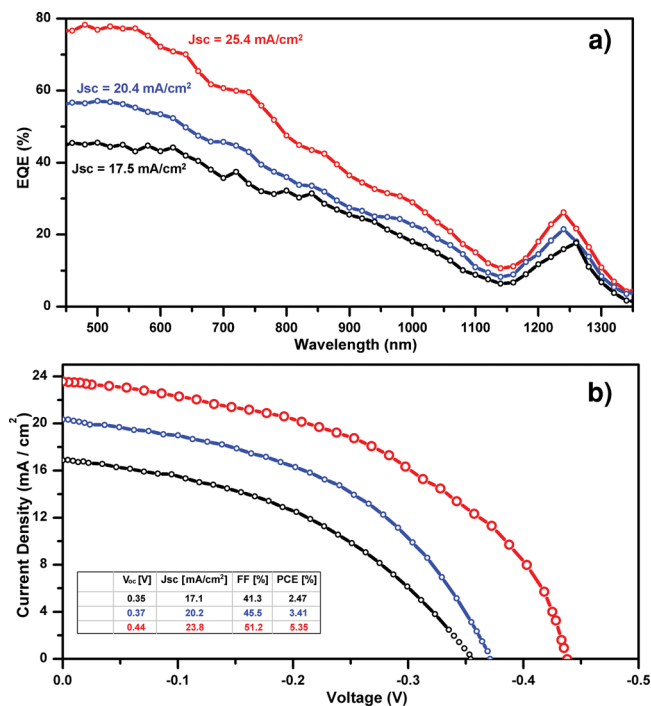 a)
80
60
40
20
0
EQE (%)
Jsc = 25.4 mA/cm²
Jsc = 20.4 mA/cm²
Jsc = 17.5 mA/cm²
500 600 700 800 900 1000 1100 1200 1300
Wavelength (nm)
b)
24
20
16
12
8
4
0
Current Density (mA / cm²)
Voc [V] Jsc [mA/cm²] FF [%] PCE [%]
0.35 17.1 41.3 2.47
0.37 20.2 45.5 3.41
0.44 23.8 51.2 5.35
0.0 -0.1 -0.2 -0.3 -0.4 -0.5
Voltage (V)